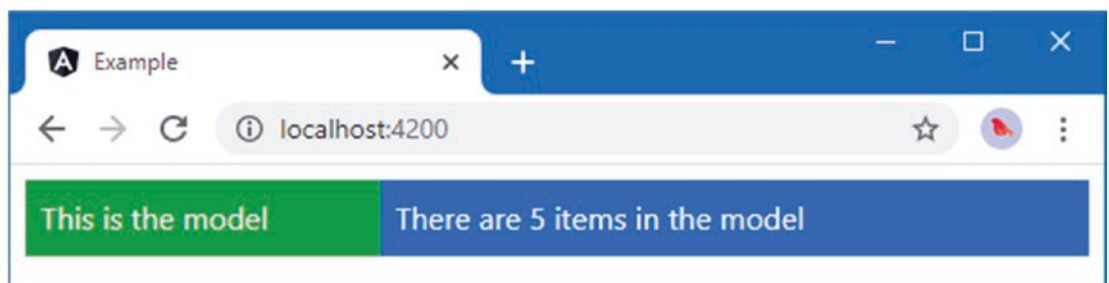 Example
localhost:4200
This is the model
There are 5 items in the model